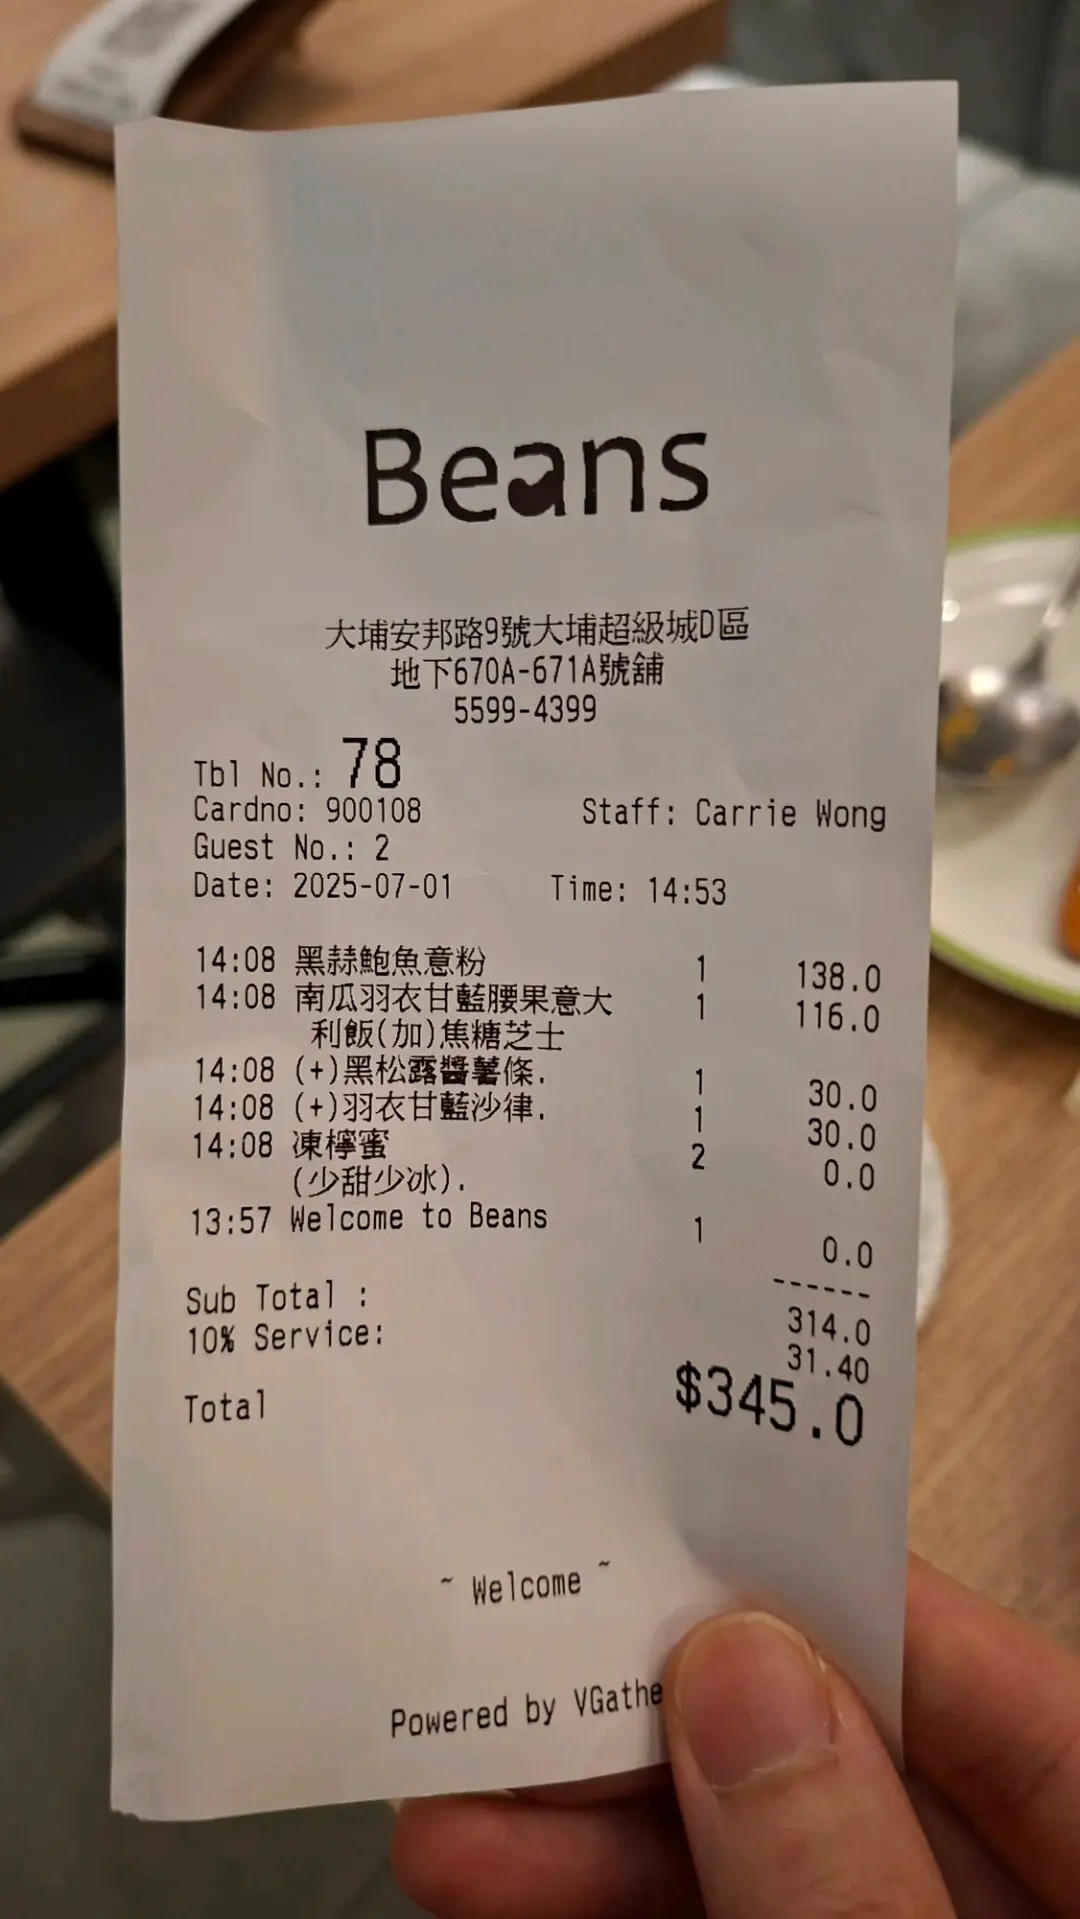 Beans
大埔安邦路9號大埔超級城D區
地下670A-671A號舖
5599-4399
Tbl No.: 78
Cardno: 900108 Staff: Carrie Wong
Guest No.: 2
Date: 2025-07-01 Time: 14:53
14:08 黑蒜鮑魚意粉 1 138.0
14:08 南瓜羽衣甘藍腰果意大 1 116.0
利飯(加)焦糖芝士
14:08 (+)黑松露醬薯條. 1 30.0
14:08 (+)羽衣甘藍沙律. 1 30.0
14:08 凍檸蜜 2 0.0
(少甜少冰).
13:57 Welcome to Beans 1 0.0
------
Sub Total : 314.0
10% Service: 31.40
Total $345.0
~ Welcome ~
Powered by VGathe